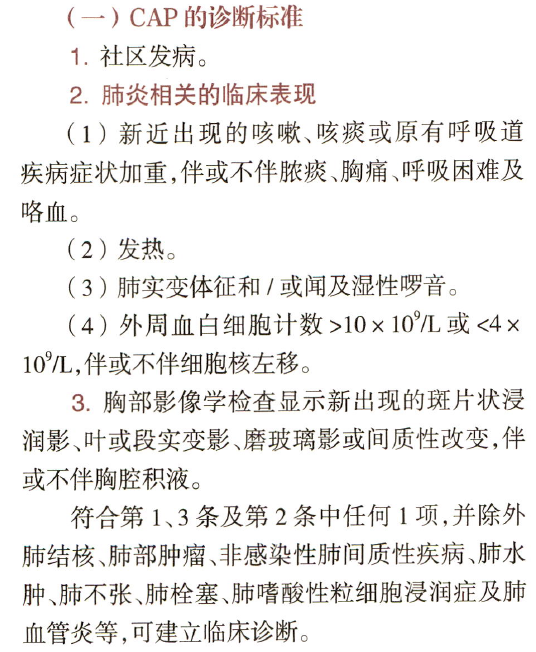 （一）CAP 的诊断标准
1. 社区发病。
2. 肺炎相关的临床表现
（1）新近出现的咳嗽、咳痰或原有呼吸道
疾病症状加重,伴或不伴脓痰、胸痛、呼吸困难及
咯血。
（2）发热。
（3）肺实变体征和 / 或闻及湿性啰音。
（4）外周血白细胞计数 >10 × 10⁹/L 或 <4 ×
10⁹/L,伴或不伴细胞核左移。
3. 胸部影像学检查显示新出现的斑片状浸
润影、叶或段实变影、磨玻璃影或间质性改变,伴
或不伴胸腔积液。
符合第 1、3 条及第 2 条中任何 1 项,并除外
肺结核、肺部肿瘤、非感染性肺间质性疾病、肺水
肿、肺不张、肺栓塞、肺嗜酸性粒细胞浸润症及肺
血管炎等,可建立临床诊断。